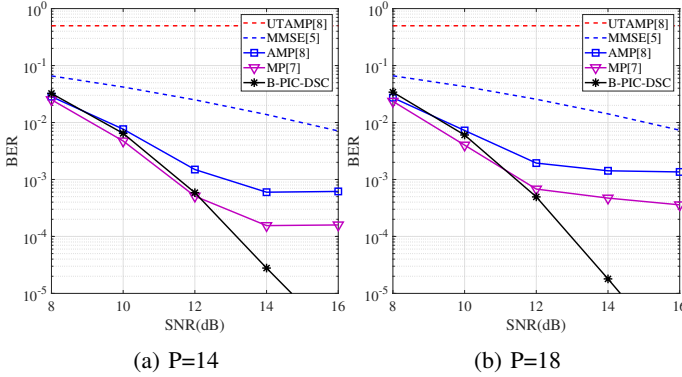 10^0
10^-1
10^-2
10^-3
10^-4
10^-5
BER
8
10
12
14
16
SNR(dB)
UTAMP[8]
MMSE[5]
AMP[8]
MP[7]
B-PIC-DSC
(a) P=14
10^0
10^-1
10^-2
10^-3
10^-4
10^-5
BER
8
10
12
14
16
SNR(dB)
UTAMP[8]
MMSE[5]
AMP[8]
MP[7]
B-PIC-DSC
(b) P=18